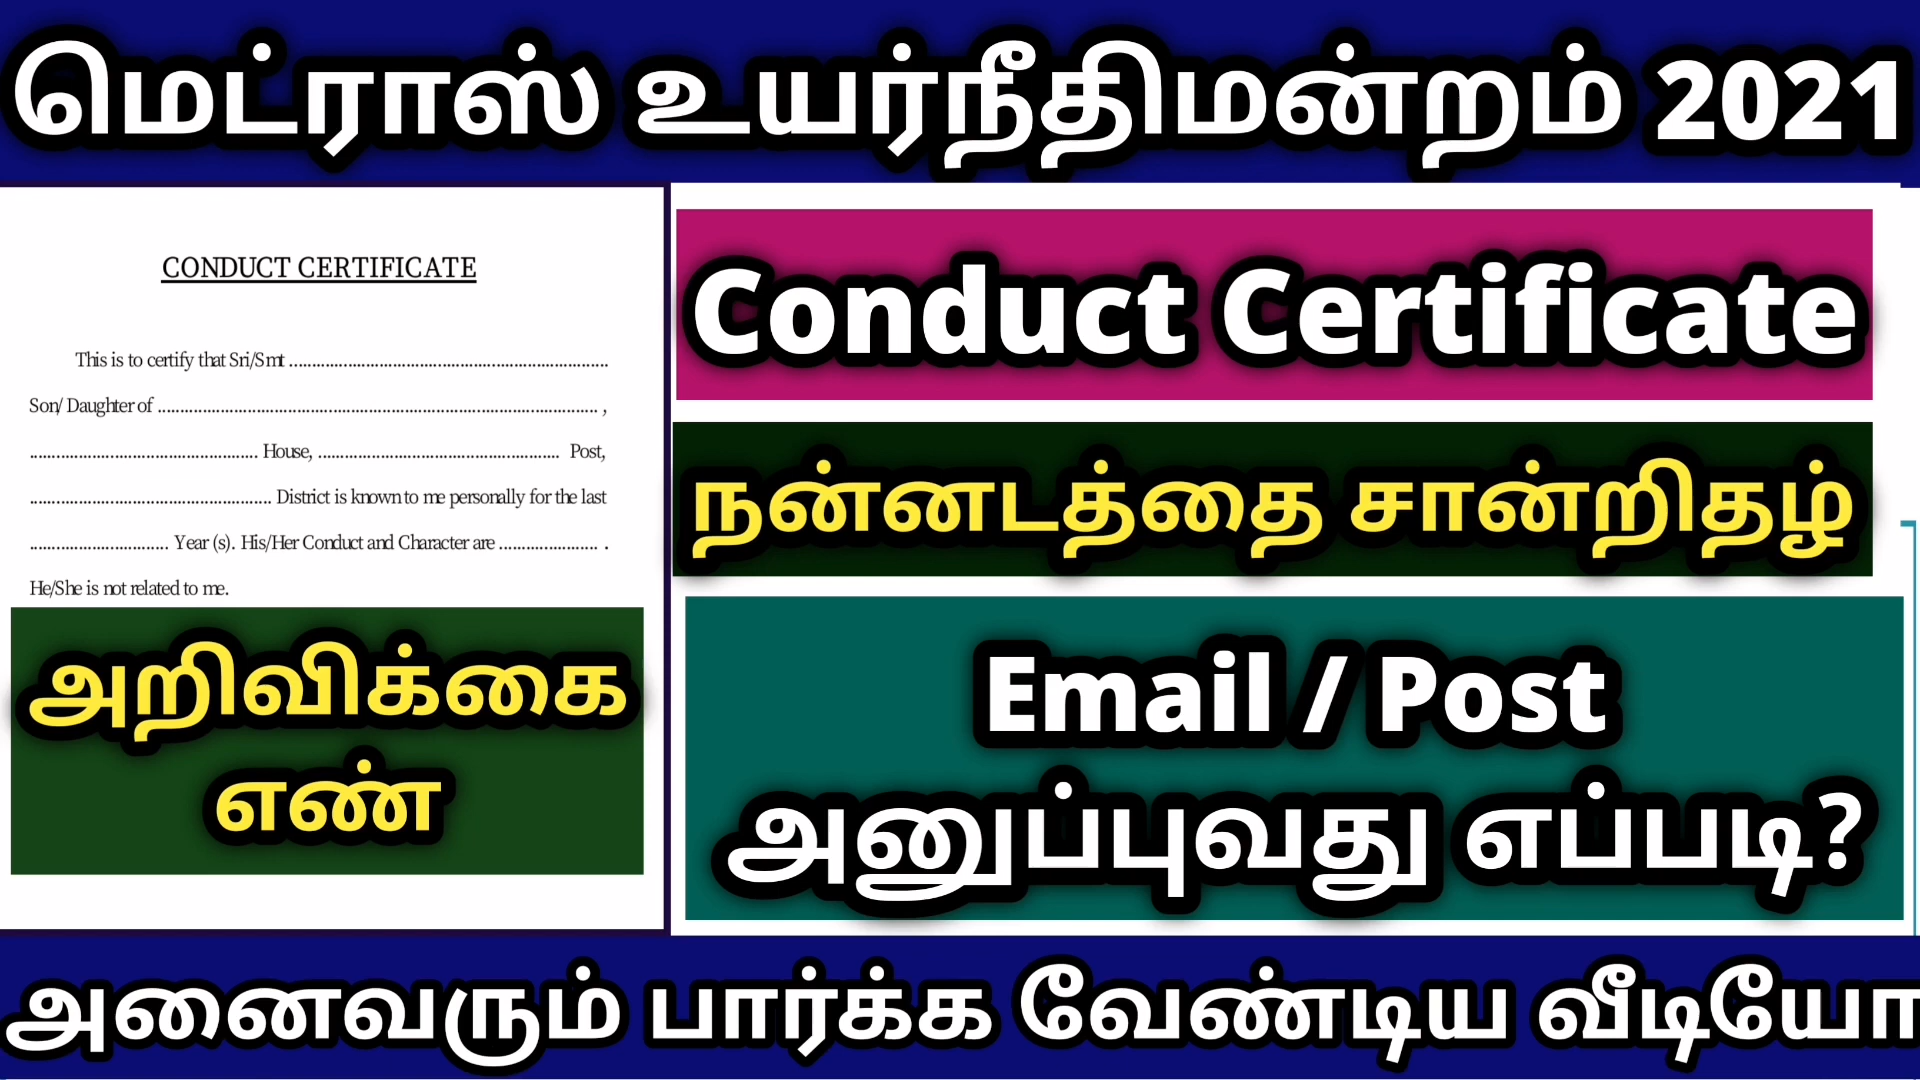 மெட்ராஸ் உயர்நீதிமன்றம் 2021
CONDUCT CERTIFICATE
This is to certify that Sri/Smt ......................................................................
Son/ Daughter of ................................................................................................ ,
.................................................. House, ..................................................... Post,
..................................................... District is known to me personally for the last
.............................. Year (s). His/Her Conduct and Character are ...................... .
He/She is not related to me.
அறிவிக்கை
எண்
Conduct Certificate
நன்னடத்தை சான்றிதழ்
Email / Post
அனுப்புவது எப்படி?
அனைவரும் பார்க்க வேண்டிய வீடியோ